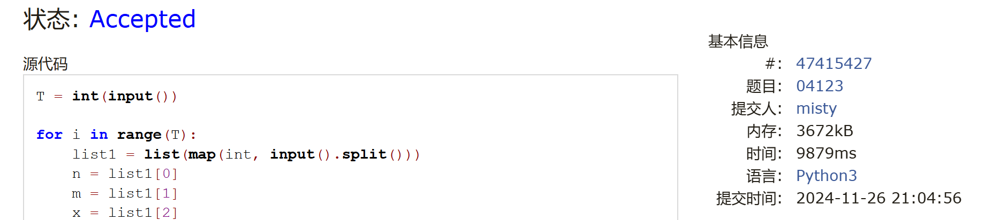 状态: Accepted
源代码
T = int(input())
for i in range(T):
    list1 = list(map(int, input().split()))
    n = list1[0]
    m = list1[1]
    x = list1[2]
基本信息
#: 47415427
题目: 04123
提交人: misty
内存: 3672kB
时间: 9879ms
语言: Python3
提交时间: 2024-11-26 21:04:56